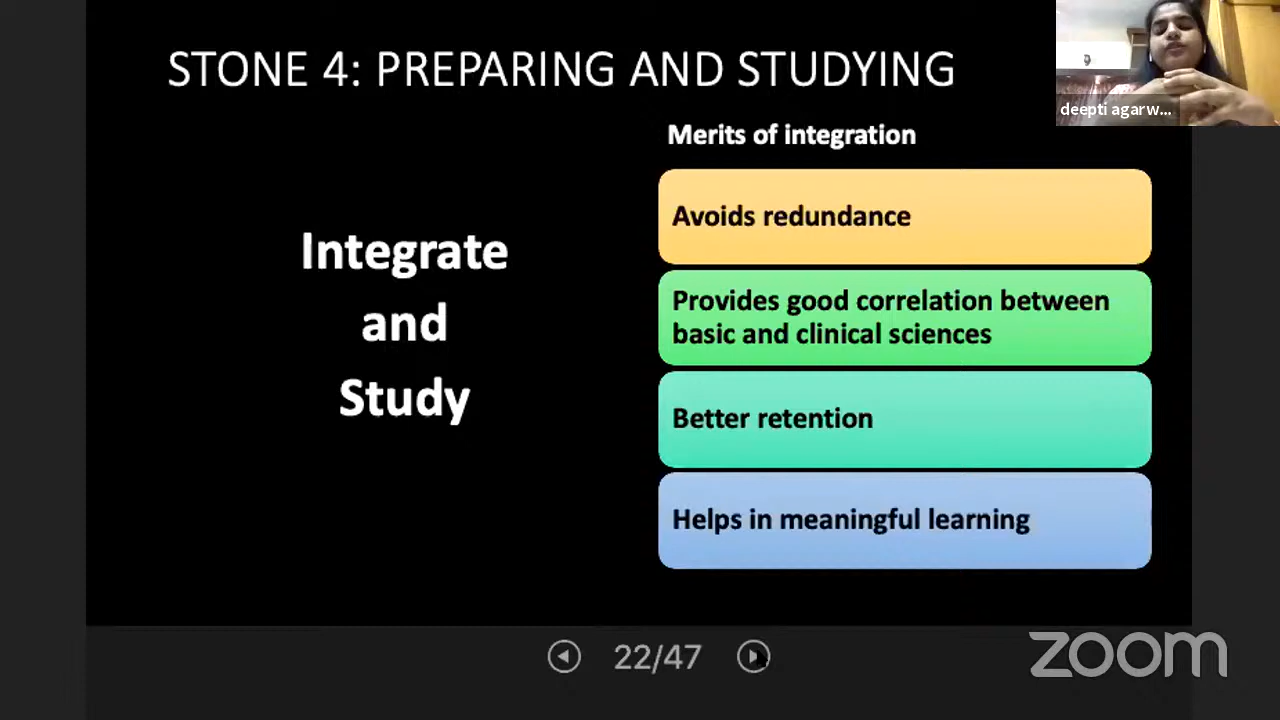 STONE 4: PREPARING AND STUDYING
deepti agarw...
Merits of integration
Integrate
and
Study
Avoids redundance
Provides good correlation between
basic and clinical sciences
Better retention
Helps in meaningful learning
22/47
zoom